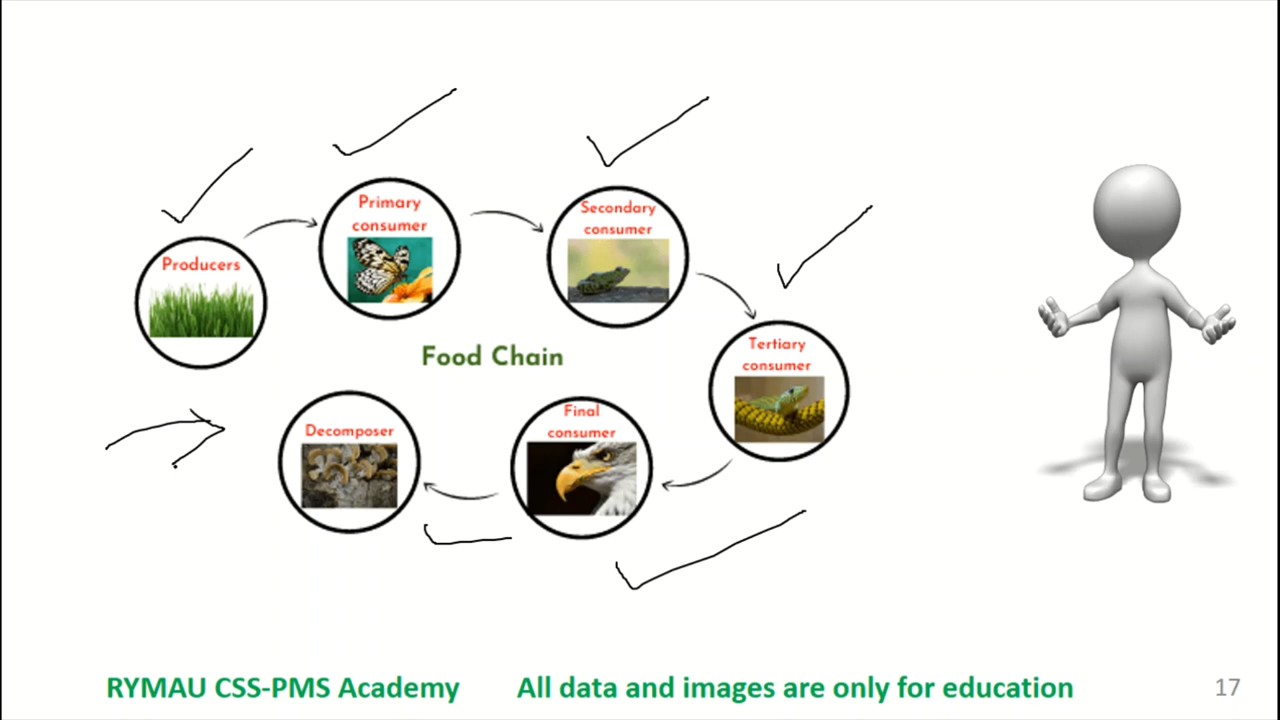 Primary
consumer
Secondary
consumer
Producers
Tertiary
consumer
Food Chain
Final
consumer
Decomposer
RYMAU CSS-PMS Academy All data and images are only for education 17